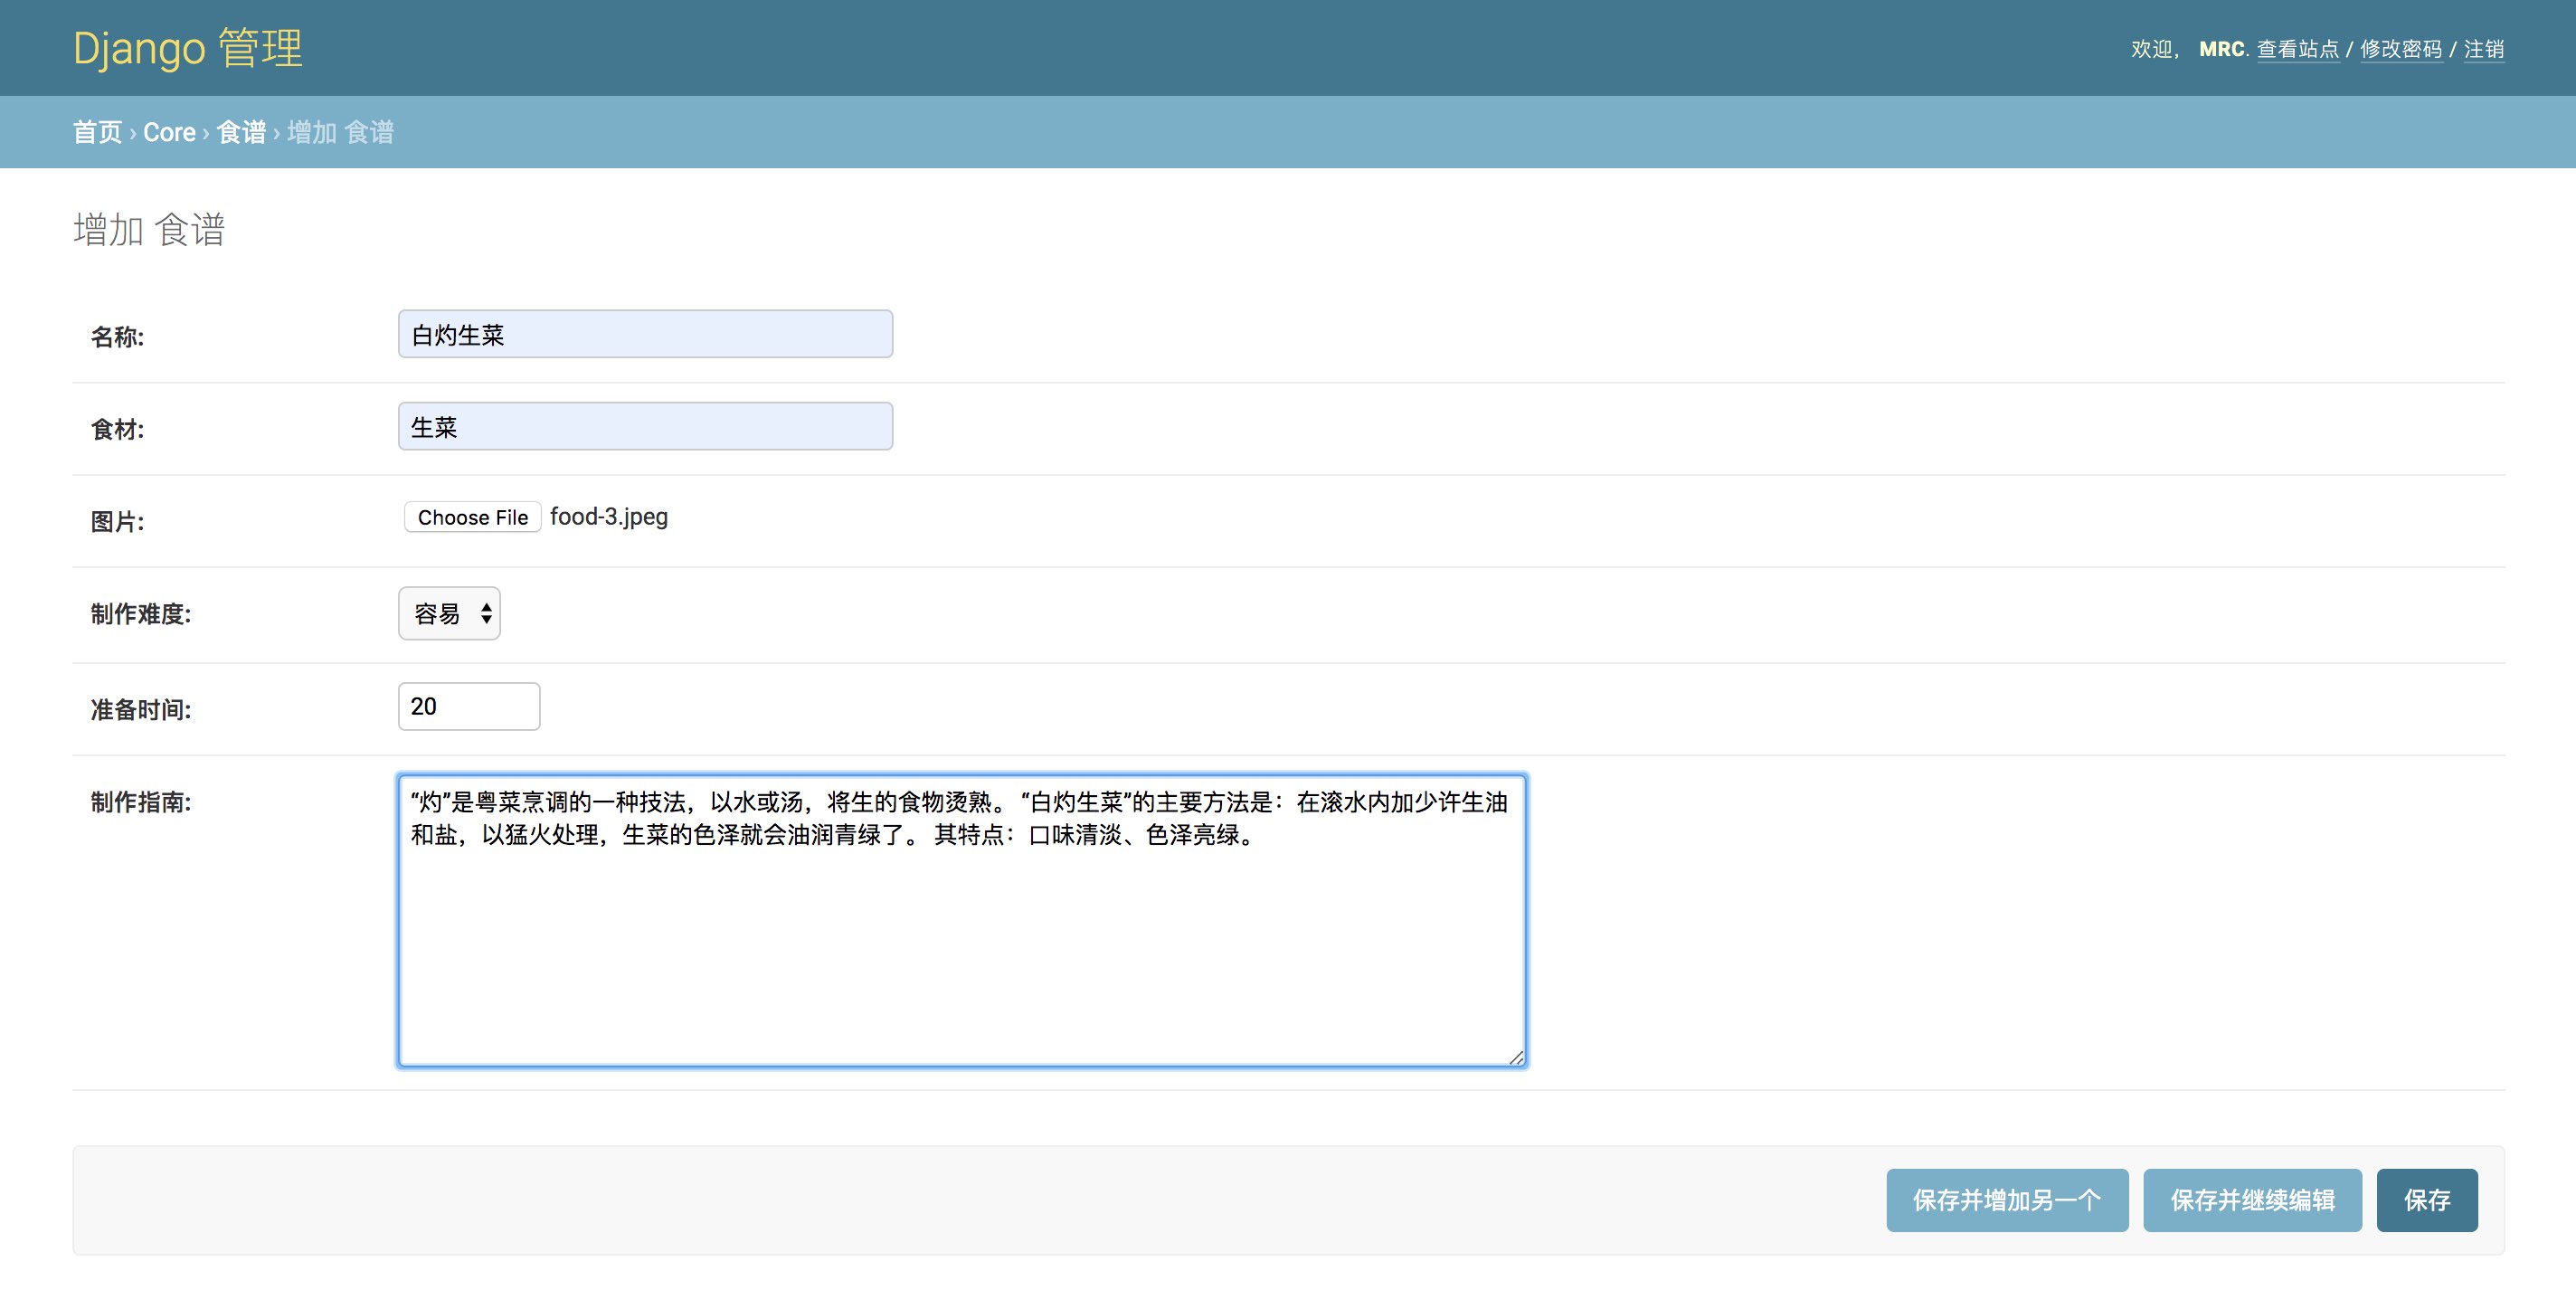 Django 管理
欢迎， MRC. 查看站点 / 修改密码 / 注销
首页 › Core › 食谱 › 增加 食谱
增加 食谱
名称: 白灼生菜
食材: 生菜
图片: Choose File food-3.jpeg
制作难度: 容易
准备时间: 20
制作指南: “灼”是粤菜烹调的一种技法，以水或汤，将生的食物烫熟。 “白灼生菜”的主要方法是：在滚水内加少许生油
和盐，以猛火处理，生菜的色泽就会油润青绿了。 其特点：口味清淡、色泽亮绿。
保存并增加另一个 保存并继续编辑 保存